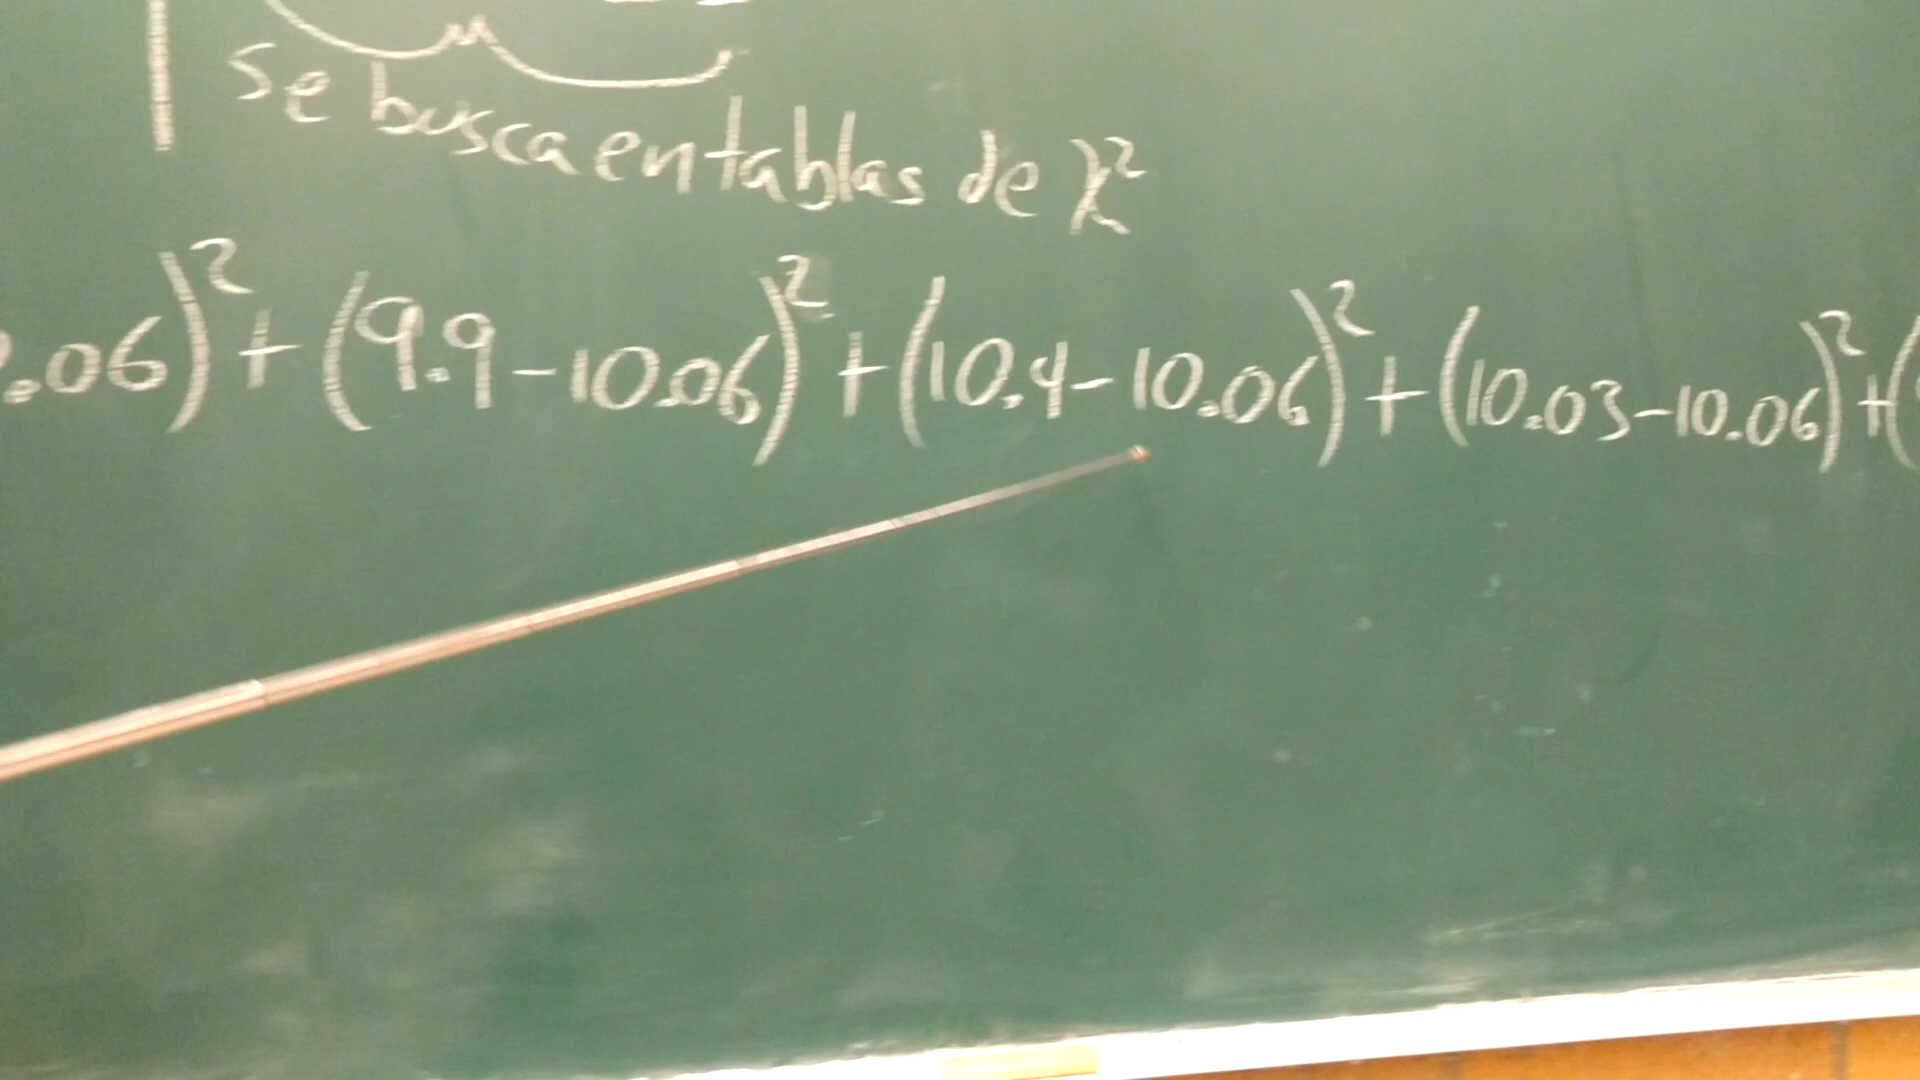 se busca en tablas de χ²
.06)² + (9.9 - 10.06)² + (10.4 - 10.06)² + (10.03 - 10.06)² + (